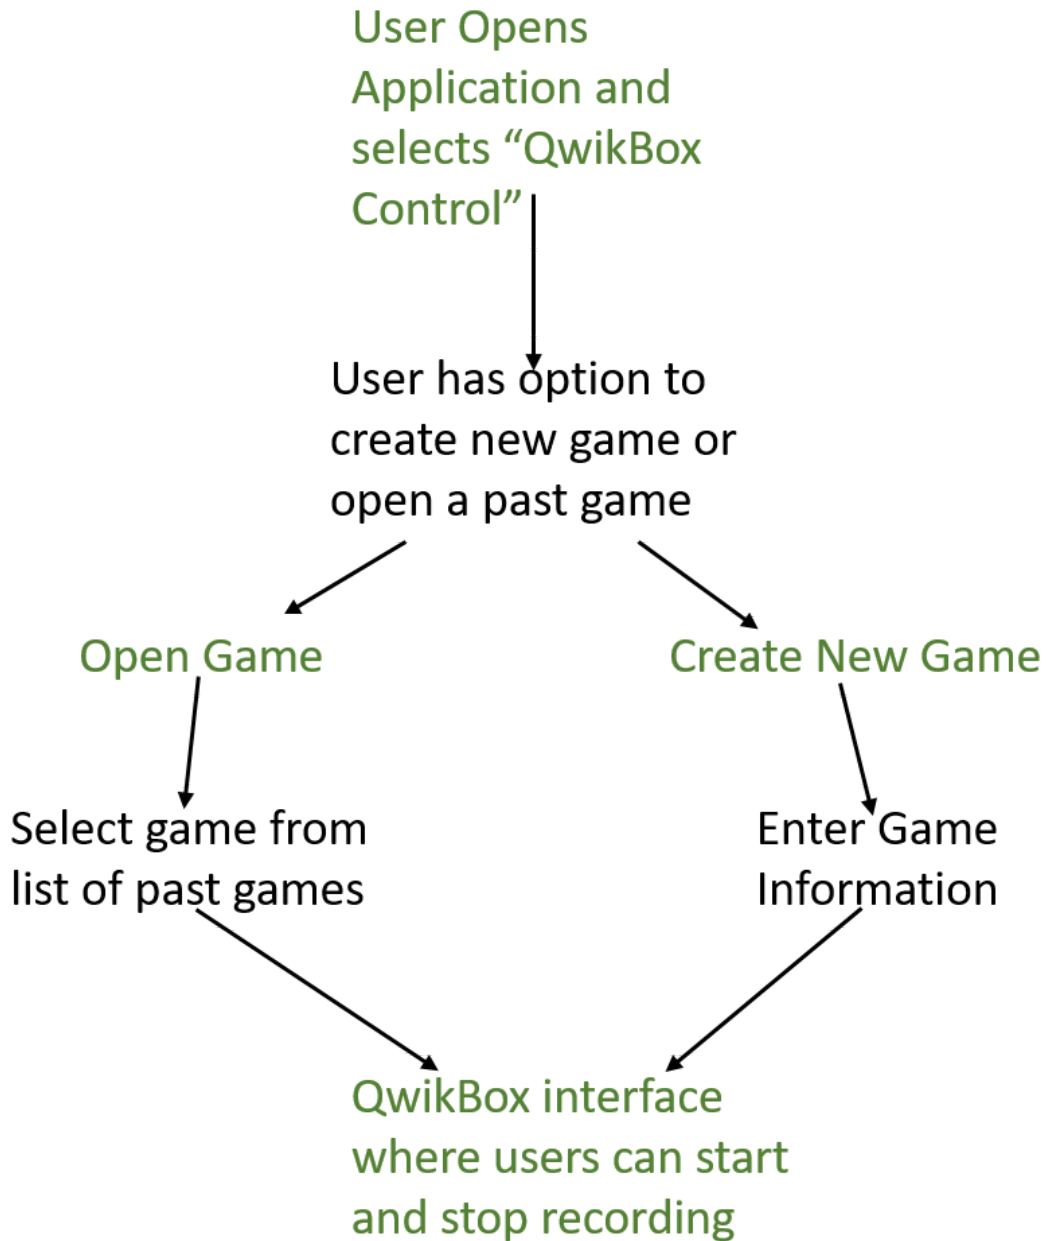 User Opens
Application and
selects “QwikBox
Control”
User has option to
create new game or
open a past game
Open Game
Create New Game
Select game from
list of past games
Enter Game
Information
QwikBox interface
where users can start
and stop recording